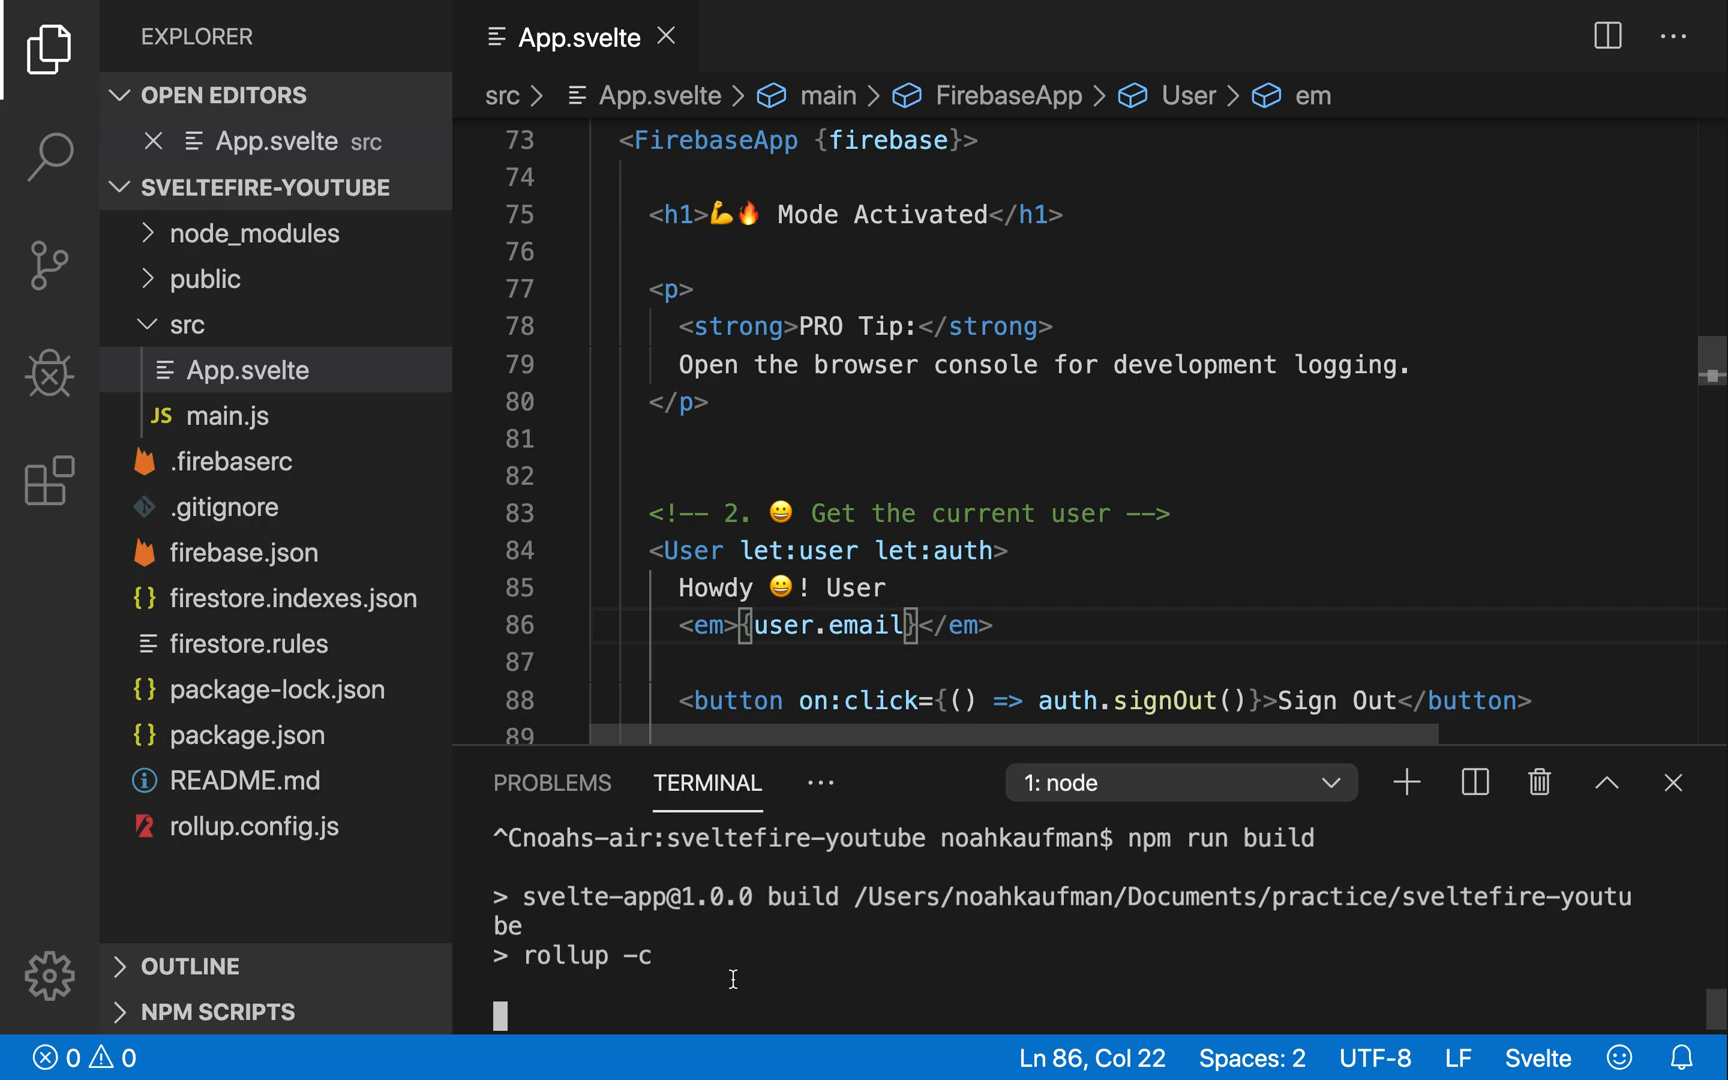 EXPLORER
OPEN EDITORS
App.svelte src
SVELTEFIRE-YOUTUBE
node_modules
public
src
App.svelte
JS main.js
.firebaserc
.gitignore
firebase.json
{} firestore.indexes.json
firestore.rules
{} package-lock.json
{} package.json
README.md
rollup.config.js
OUTLINE
NPM SCRIPTS
App.svelte
src > App.svelte > main > FirebaseApp > User > em
73 <FirebaseApp {firebase}>
74
75 <h1>💪🔥 Mode Activated</h1>
76
77 <p>
78 <strong>PRO Tip:</strong>
79 Open the browser console for development logging.
80 </p>
81
82
83 <!-- 2. 😀 Get the current user -->
84 <User let:user let:auth>
85 Howdy 😀! User
86 <em>{user.email}</em>
87
88 <button on:click={() => auth.signOut()}>Sign Out</button>
89
PROBLEMS TERMINAL ··· 1: node
^Cnoahs-air:sveltefire-youtube noahkaufman$ npm run build
> svelte-app@1.0.0 build /Users/noahkaufman/Documents/practice/sveltefire-youtu
be
> rollup -c
0 0 Ln 86, Col 22 Spaces: 2 UTF-8 LF Svelte